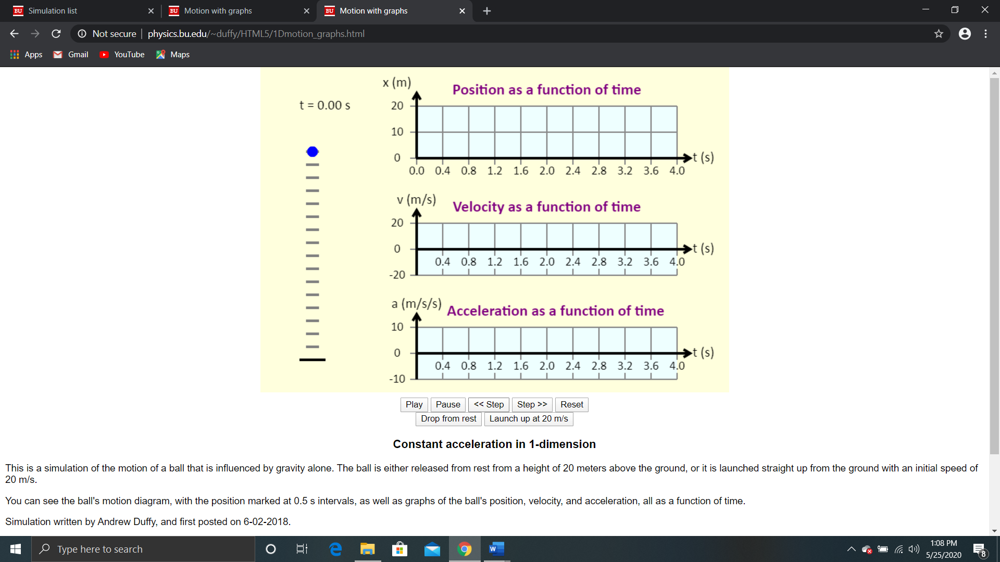 BU Simulation list
BU Motion with graphs
BU Motion with graphs
Not secure | physics.bu.edu/~duffy/HTML5/1Dmotion_graphs.html
Apps Gmail YouTube Maps
t = 0.00 s
x (m)
Position as a function of time
20
10
0
t (s)
0.0 0.4 0.8 1.2 1.6 2.0 2.4 2.8 3.2 3.6 4.0
v (m/s)
Velocity as a function of time
20
0
t (s)
0.4 0.8 1.2 1.6 2.0 2.4 2.8 3.2 3.6 4.0
-20
a (m/s/s)
Acceleration as a function of time
10
0
t (s)
0.4 0.8 1.2 1.6 2.0 2.4 2.8 3.2 3.6 4.0
-10
Play Pause << Step Step >> Reset
Drop from rest Launch up at 20 m/s
Constant acceleration in 1-dimension
This is a simulation of the motion of a ball that is influenced by gravity alone. The ball is either released from rest from a height of 20 meters above the ground, or it is launched straight up from the ground with an initial speed of
20 m/s.
You can see the ball's motion diagram, with the position marked at 0.5 s intervals, as well as graphs of the ball's position, velocity, and acceleration, all as a function of time.
Simulation written by Andrew Duffy, and first posted on 6-02-2018.
Type here to search
W
1:08 PM
5/25/2020
8